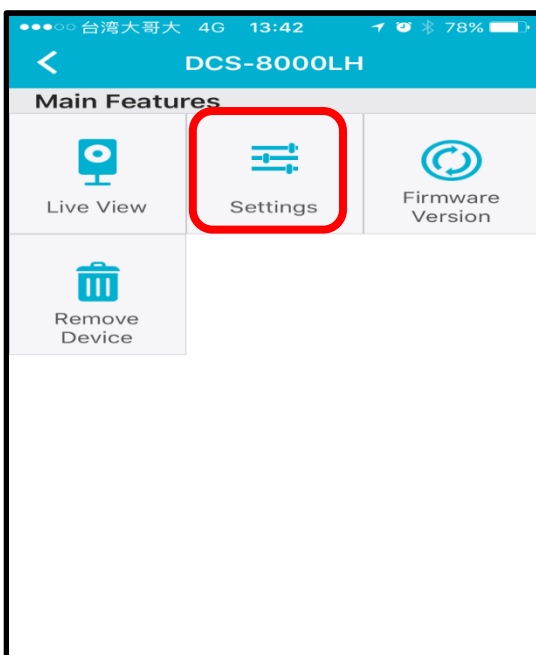 台湾大哥大 4G 13:42 78%
DCS-8000LH
Main Features
Live View
Settings
Firmware
Version
Remove
Device